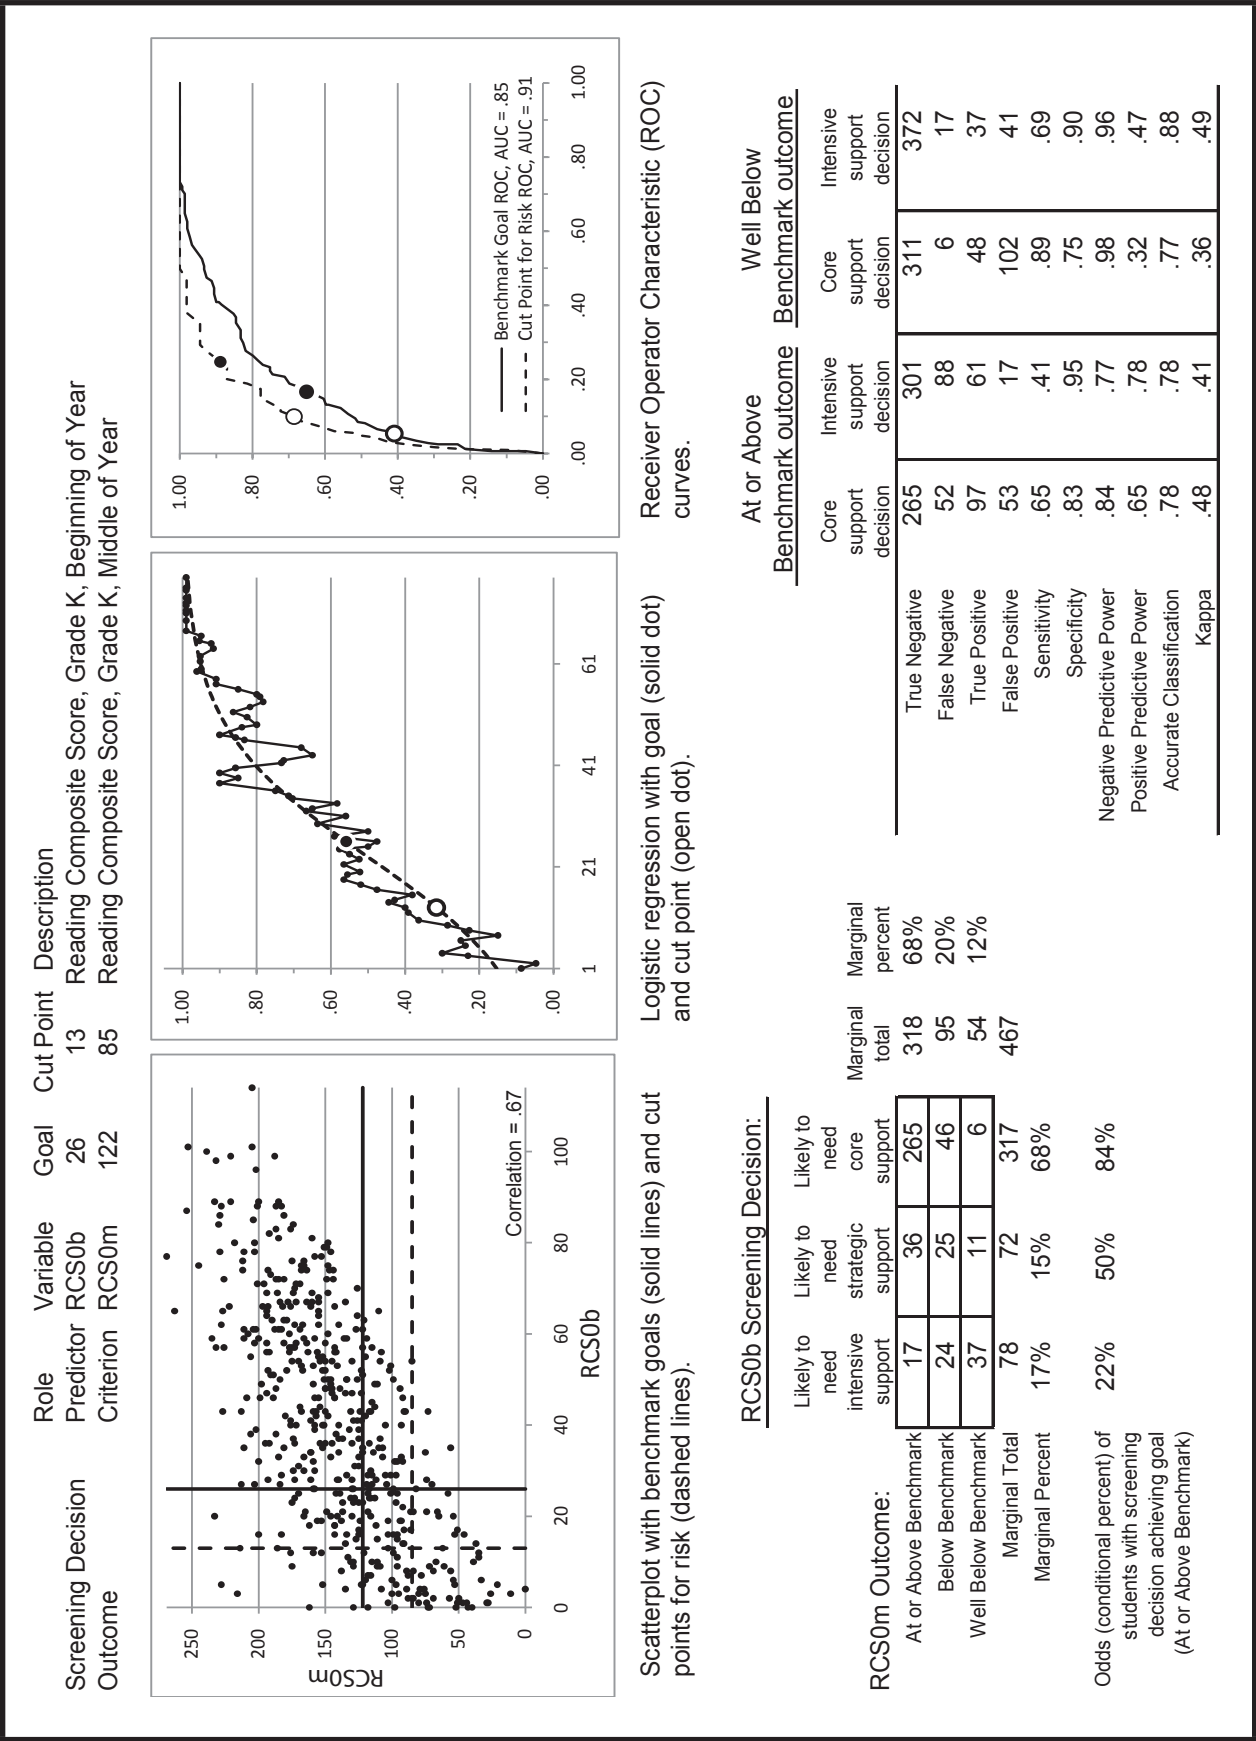 Role Variable Goal Cut Point Description
Screening Decision Predictor RCS0b 26 13 Reading Composite Score, Grade K, Beginning of Year
Outcome Criterion RCS0m 122 85 Reading Composite Score, Grade K, Middle of Year
250
200
150
100
50
0
RCS0m
0 20 40 60 80 100
RCS0b
Correlation = .67
Scatterplot with benchmark goals (solid lines) and cut
points for risk (dashed lines).
1.00
.80
.60
.40
.20
.00
1 21 41 61
Logistic regression with goal (solid dot)
and cut point (open dot).
1.00
.80
.60
.40
.20
.00
.00 .20 .40 .60 .80 1.00
Benchmark Goal ROC, AUC = .85
Cut Point for Risk ROC, AUC = .91
Receiver Operator Characteristic (ROC)
curves.
RCS0b Screening Decision:
RCS0m Outcome:
Likely to
need
intensive
support
Likely to
need
strategic
support
Likely to
need
core
support
Marginal
total
Marginal
percent
At or Above Benchmark 17 36 265 318 68%
Below Benchmark 24 25 46 95 20%
Well Below Benchmark 37 11 6 54 12%
Marginal Total 78 72 317 467
Marginal Percent 17% 15% 68%
Odds (conditional percent) of 22% 50% 84%
students with screening
decision achieving goal
(At or Above Benchmark)
At or Above
Benchmark outcome
Well Below
Benchmark outcome
Core
support
decision
Intensive
support
decision
Core
support
decision
Intensive
support
decision
True Negative 265 301 311 372
False Negative 52 88 6 17
True Positive 97 61 48 37
False Positive 53 17 102 41
Sensitivity .65 .41 .89 .69
Specificity .83 .95 .75 .90
Negative Predictive Power .84 .77 .98 .96
Positive Predictive Power .65 .78 .32 .47
Accurate Classification .78 .78 .77 .88
Kappa .48 .41 .36 .49